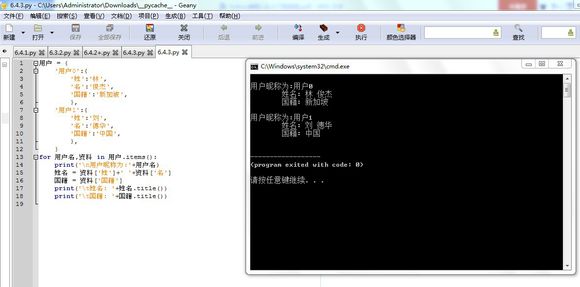 6.4.3.py - C:\Users\Administrator\Downloads\__pycache__ - Geany
文件(F) 编辑(E) 搜索(S) 查看(V) 文档(D) 项目(P) 生成(B) 工具(T) 帮助(H)
新建 打开 保存 全部保存 还原 关闭 后退 前进 编译 生成 执行 颜色选择器 查找
6.4.1.py 6.3.2.py 6.4.2.py 6.4.2+.py 6.4.3.py 6.4.3.py
1 用户 = {
2 '用户0':{
3 '姓':'林',
4 '名':'俊杰',
5 '国籍':'新加坡',
6 },
7 '用户1':{
8 '姓':'刘',
9 '名':'德华',
10 '国籍':'中国',
11 },
12 }
13 for 用户名,资料 in 用户.items():
14 print('\n用户昵称为:'+用户名)
15 姓名 = 资料['姓']+' '+资料['名']
16 国籍 = 资料['国籍']
17 print('\t姓名: '+姓名.title())
18 print('\t国籍: '+国籍.title())
19
C:\Windows\system32\cmd.exe
用户昵称为:用户0
姓名: 林 俊杰
国籍: 新加坡
用户昵称为:用户1
姓名: 刘 德华
国籍: 中国
------------------
(program exited with code: 0)
请按任意键继续. . .